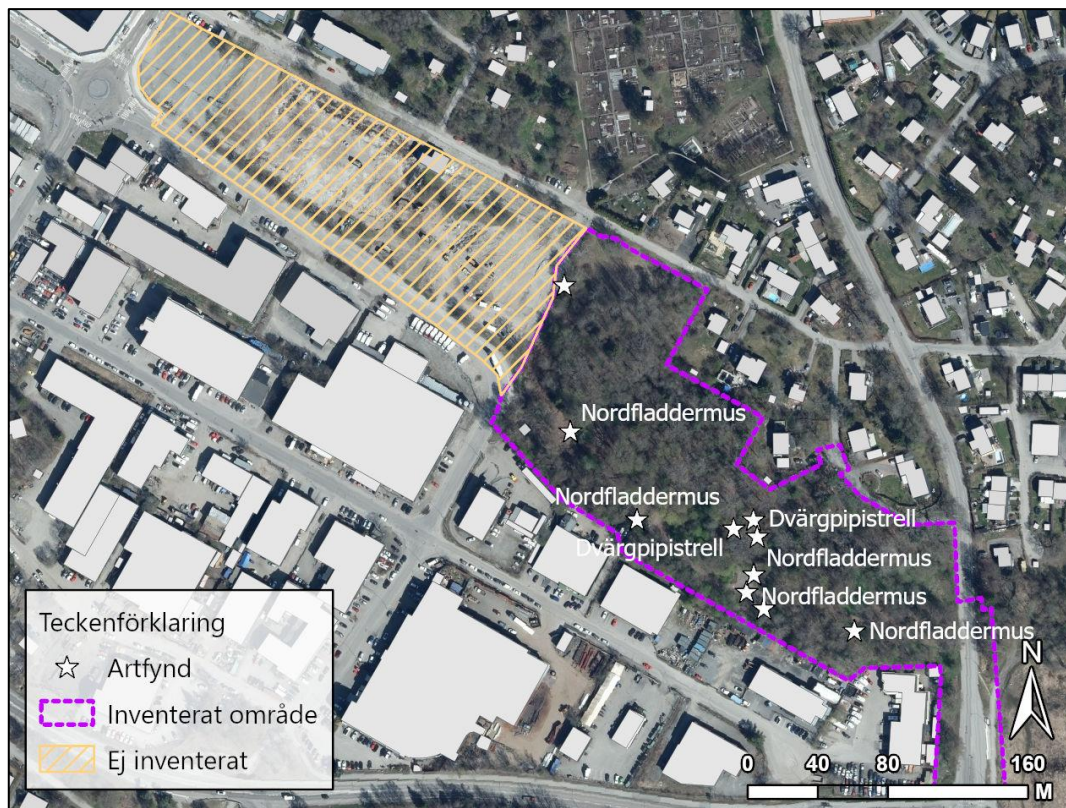 Nordfladdermus
Nordfladdermus
Dvärgpipistrell
Dvärgpipistrell
Nordfladdermus
Nordfladdermus
Nordfladdermus
Teckenförklaring
Artfynd
Inventerat område
Ej inventerat
N
0 40 80 160
M